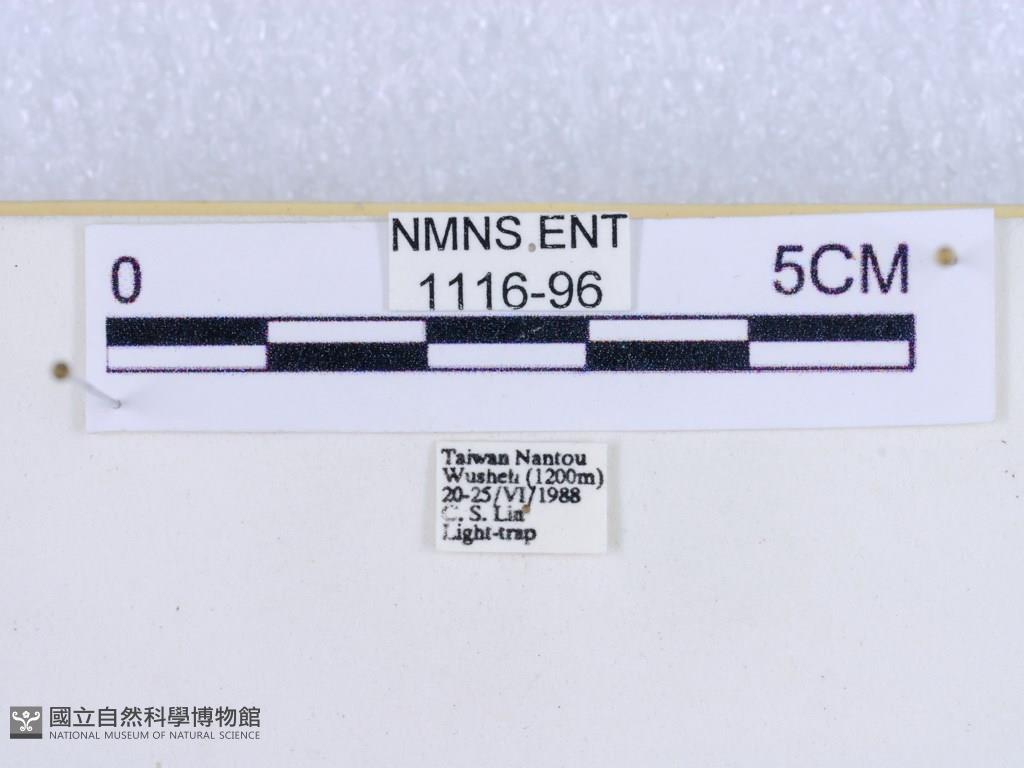 NMNS.ENT
1116-96
0 5CM
Taiwan Nantou
Wusheh (1200m)
20-25/VI/1988
C. S. Lin
Light-trap
國立自然科學博物館
NATIONAL MUSEUM OF NATURAL SCIENCE